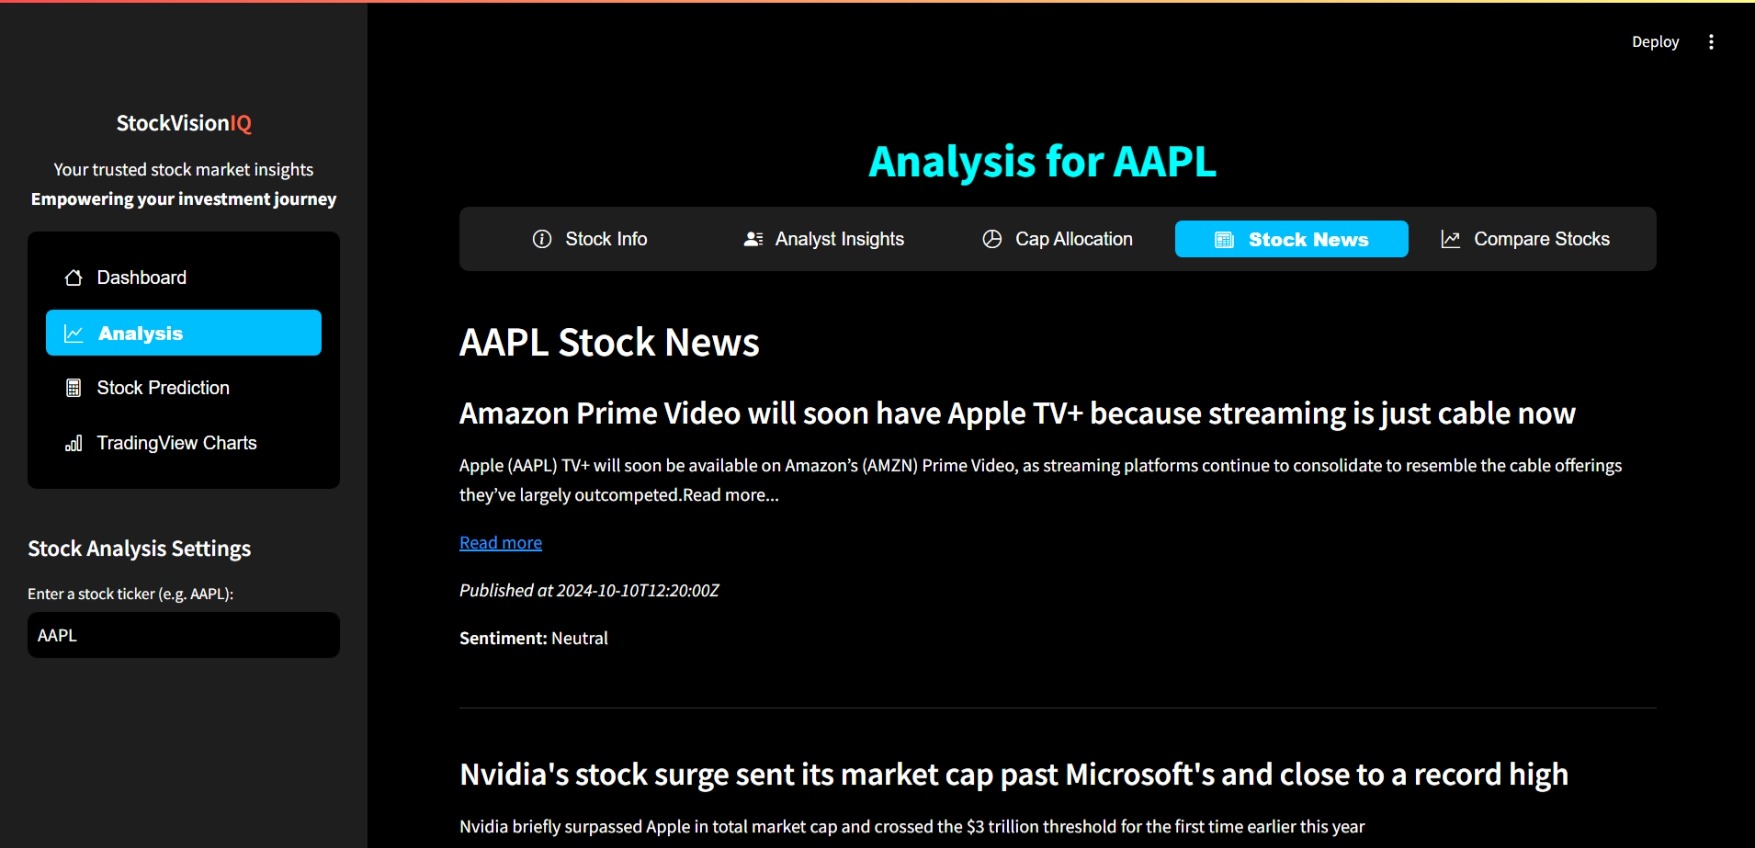 Deploy
StockVisionIQ
Your trusted stock market insights
Empowering your investment journey
Dashboard
Analysis
Stock Prediction
TradingView Charts
Stock Analysis Settings
Enter a stock ticker (e.g. AAPL):
AAPL
Analysis for AAPL
Stock Info
Analyst Insights
Cap Allocation
Stock News
Compare Stocks
AAPL Stock News
Amazon Prime Video will soon have Apple TV+ because streaming is just cable now
Apple (AAPL) TV+ will soon be available on Amazon’s (AMZN) Prime Video, as streaming platforms continue to consolidate to resemble the cable offerings
they’ve largely outcompeted.Read more...
Read more
Published at 2024-10-10T12:20:00Z
Sentiment: Neutral
Nvidia's stock surge sent its market cap past Microsoft's and close to a record high
Nvidia briefly surpassed Apple in total market cap and crossed the $3 trillion threshold for the first time earlier this year